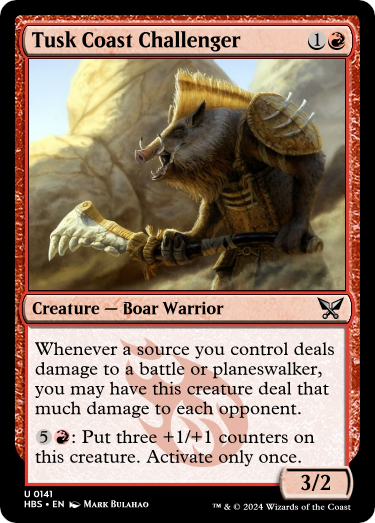 Tusk Coast Challenger 1
Creature — Boar Warrior
Whenever a source you control deals
damage to a battle or planeswalker,
you may have this creature deal that
much damage to each opponent.
5 : Put three +1/+1 counters on
this creature. Activate only once.
3/2
U 0141
HBS • EN Mark Bulahao
™ & © 2024 Wizards of the Coast